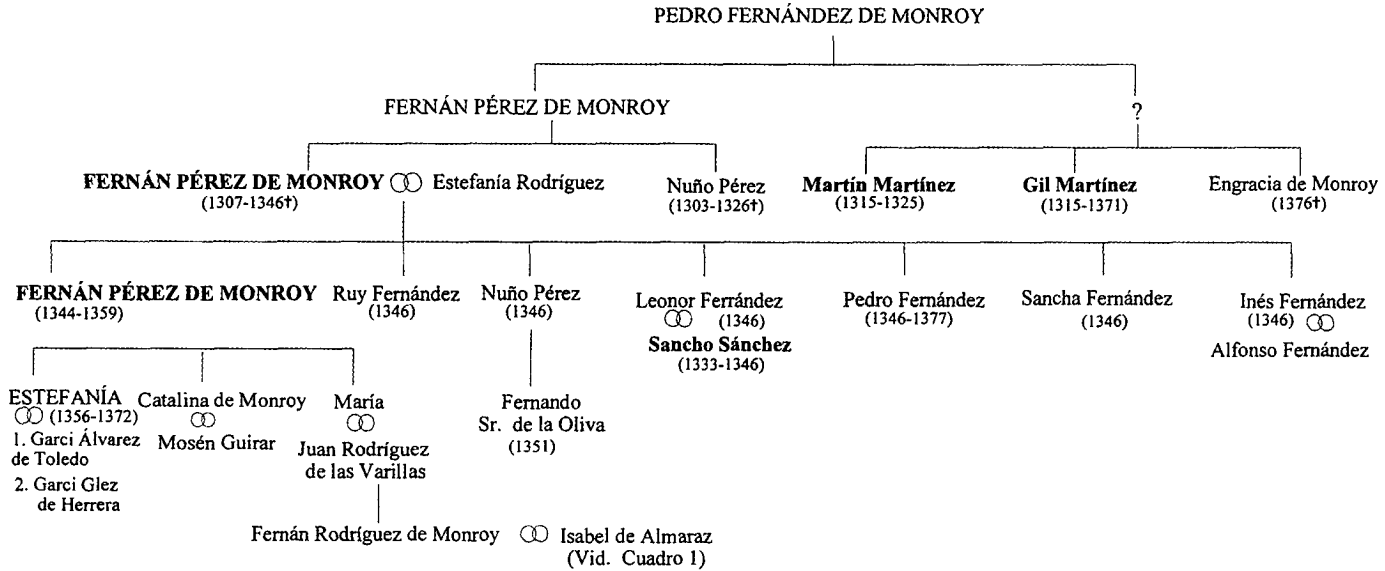 PEDRO FERNÁNDEZ DE MONROY
FERNÁN PÉREZ DE MONROY
?
FERNÁN PÉREZ DE MONROY
(1307-1346†)
Estefanía Rodríguez
Nuño Pérez
(1303-1326†)
Martín Martínez
(1315-1325)
Gil Martínez
(1315-1371)
Engracia de Monroy
(1376†)
FERNÁN PÉREZ DE MONROY
(1344-1359)
Ruy Fernández
(1346)
Nuño Pérez
(1346)
Leonor Ferrández
(1346)
Sancho Sánchez
(1333-1346)
Pedro Fernández
(1346-1377)
Sancha Fernández
(1346)
Inés Fernández
(1346)
Alfonso Fernández
ESTEFANÍA
(1356-1372)
1. Garci Álvarez
de Toledo
2. Garci Glez
de Herrera
Catalina de Monroy
Mosén Guirar
María
Juan Rodríguez
de las Varillas
Fernando
Sr. de la Oliva
(1351)
Fernán Rodríguez de Monroy
Isabel de Almaraz
(Vid. Cuadro 1)